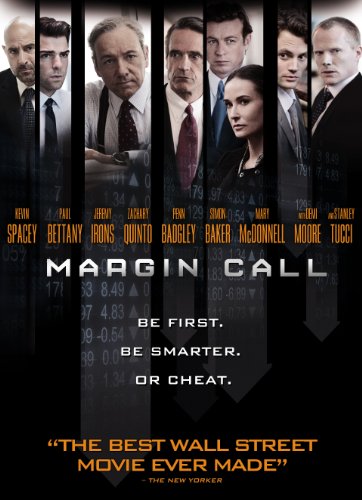 KEVIN SPACEY PAUL BETTANY JEREMY IRONS ZACHARY QUINTO PENN BADGLEY SIMON BAKER MARY McDONNELL WITH DEMI MOORE AND STANLEY TUCCI
MARGIN CALL
BE FIRST.
BE SMARTER.
OR CHEAT.
"THE BEST WALL STREET
MOVIE EVER MADE"
- THE NEW YORKER